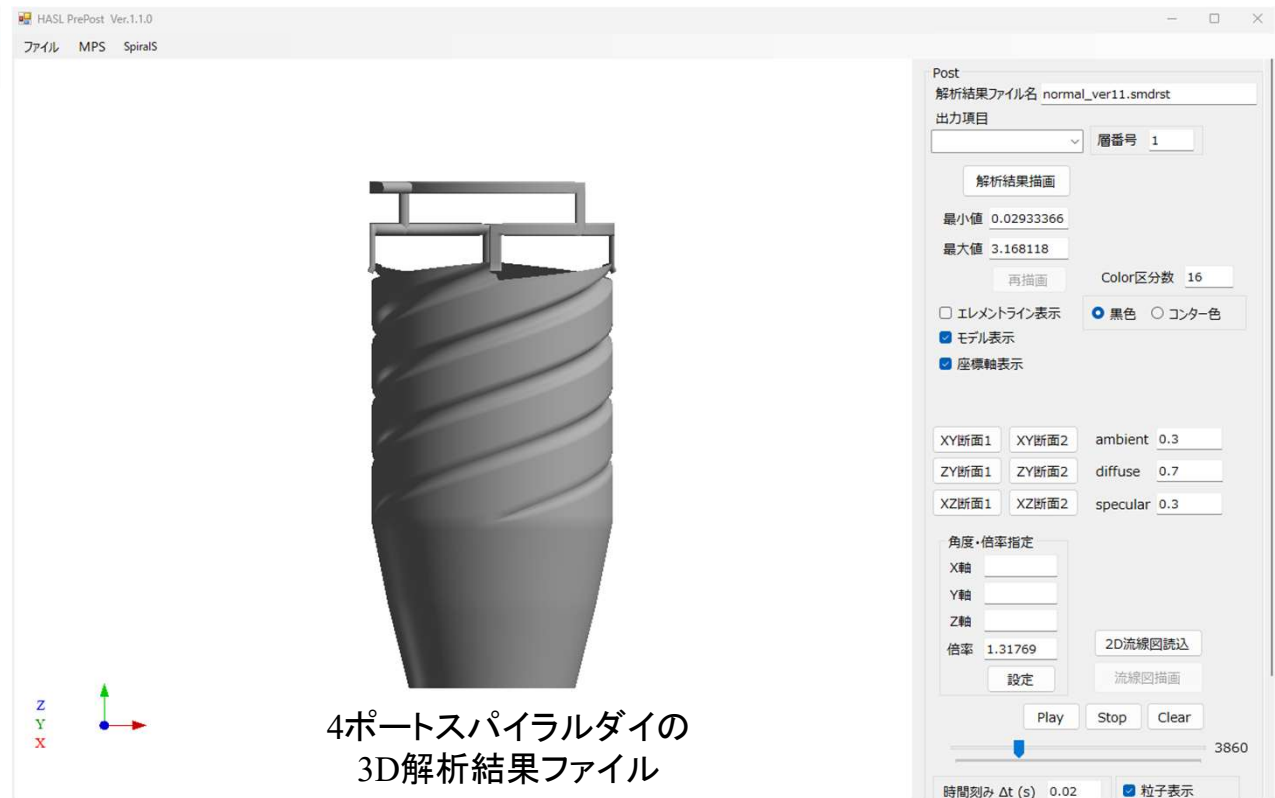 HASL PrePost Ver.1.1.0
ファイル MPS SpiralS
Post
解析結果ファイル名 normal_ver11.smdrst
出力項目
層番号 1
解析結果描画
最小値 0.02933366
最大値 3.168118
再描画 Color区分数 16
エレメントライン表示 黒色 コンター色
モデル表示
座標軸表示
XY断面1 XY断面2 ambient 0.3
ZY断面1 ZY断面2 diffuse 0.7
XZ断面1 XZ断面2 specular 0.3
角度・倍率指定
X軸
Y軸
Z軸
倍率 1.31769 2D流線図読込
設定 流線図描画
Play Stop Clear
3860
時間刻み Δt (s) 0.02 粒子表示
Z
Y
X
4ポートスパイラルダイの
3D解析結果ファイル